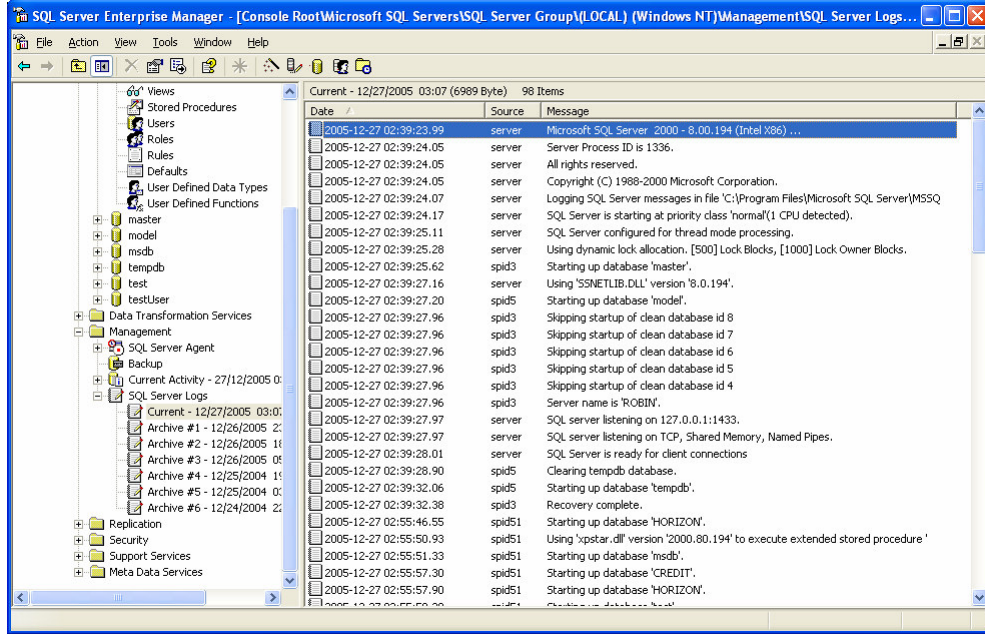 SQL Server Enterprise Manager - [Console Root\Microsoft SQL Servers\SQL Server Group\(LOCAL) (Windows NT)\Management\SQL Server Logs...
File Action View Tools Window Help
Views
Stored Procedures
Users
Roles
Rules
Defaults
User Defined Data Types
User Defined Functions
master
model
msdb
tempdb
test
testUser
Data Transformation Services
Management
SQL Server Agent
Backup
Current Activity - 27/12/2005 0
SQL Server Logs
Current - 12/27/2005 03:07
Archive #1 - 12/26/2005 2
Archive #2 - 12/26/2005 18
Archive #3 - 12/26/2005 05
Archive #4 - 12/25/2004 19
Archive #5 - 12/25/2004 0
Archive #6 - 12/24/2004 22
Replication
Security
Support Services
Meta Data Services
Current - 12/27/2005 03:07 (6989 Byte) 98 Items
Date Source Message
2005-12-27 02:39:23.99 server Microsoft SQL Server 2000 - 8.00.194 (Intel X86) ...
2005-12-27 02:39:24.05 server Server Process ID is 1336.
2005-12-27 02:39:24.05 server All rights reserved.
2005-12-27 02:39:24.05 server Copyright (C) 1988-2000 Microsoft Corporation.
2005-12-27 02:39:24.07 server Logging SQL Server messages in file 'C:\Program Files\Microsoft SQL Server\MSSQ
2005-12-27 02:39:24.17 server SQL Server is starting at priority class 'normal'(1 CPU detected).
2005-12-27 02:39:25.11 server SQL Server configured for thread mode processing.
2005-12-27 02:39:25.28 server Using dynamic lock allocation. [500] Lock Blocks, [1000] Lock Owner Blocks.
2005-12-27 02:39:25.62 spid3 Starting up database 'master'.
2005-12-27 02:39:27.16 server Using 'SSNETLIB.DLL' version '8.0.194'.
2005-12-27 02:39:27.20 spid5 Starting up database 'model'.
2005-12-27 02:39:27.96 spid3 Skipping startup of clean database id 8
2005-12-27 02:39:27.96 spid3 Skipping startup of clean database id 7
2005-12-27 02:39:27.96 spid3 Skipping startup of clean database id 6
2005-12-27 02:39:27.96 spid3 Skipping startup of clean database id 5
2005-12-27 02:39:27.96 spid3 Skipping startup of clean database id 4
2005-12-27 02:39:27.96 spid3 Server name is 'ROBIN'.
2005-12-27 02:39:27.97 server SQL server listening on 127.0.0.1:1433.
2005-12-27 02:39:27.97 server SQL server listening on TCP, Shared Memory, Named Pipes.
2005-12-27 02:39:28.01 server SQL Server is ready for client connections
2005-12-27 02:39:28.90 spid5 Clearing tempdb database.
2005-12-27 02:39:32.06 spid5 Starting up database 'tempdb'.
2005-12-27 02:39:32.38 spid3 Recovery complete.
2005-12-27 02:55:46.55 spid51 Starting up database 'HORIZON'.
2005-12-27 02:55:50.93 spid51 Using 'xpstar.dll' version '2000.80.194' to execute extended stored procedure '
2005-12-27 02:55:51.33 spid51 Starting up database 'msdb'.
2005-12-27 02:55:57.30 spid51 Starting up database 'CREDIT'.
2005-12-27 02:55:57.90 spid51 Starting up database 'HORIZON'.